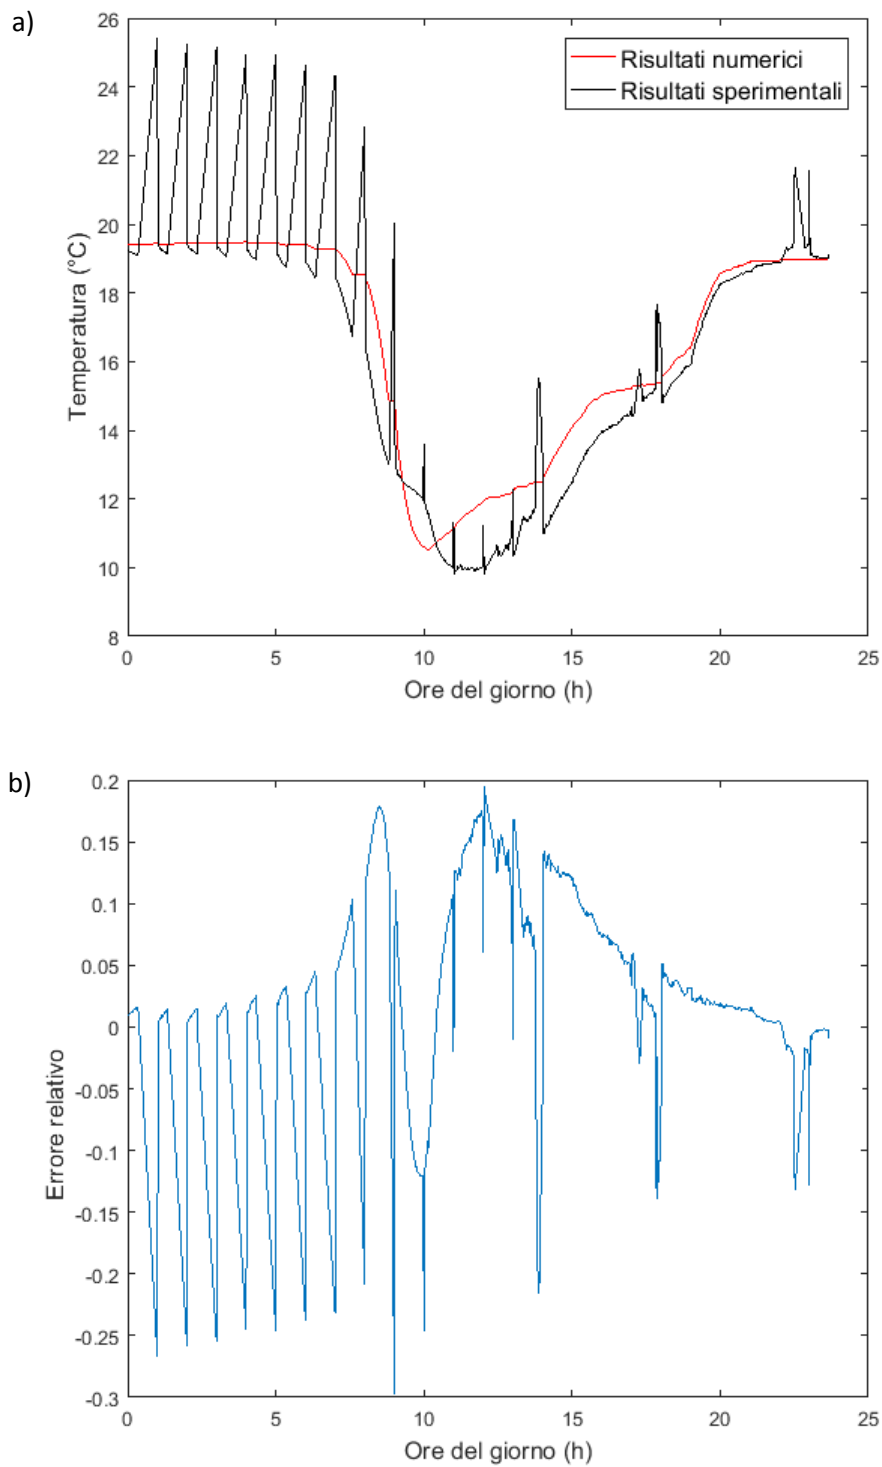 a)
26
24
22
20
18
16
14
12
10
8
Temperatura (°C)
Risultati numerici
Risultati sperimentali
0 5 10 15 20 25
Ore del giorno (h)
b)
0.2
0.15
0.1
0.05
0
-0.05
-0.1
-0.15
-0.2
-0.25
-0.3
Errore relativo
0 5 10 15 20 25
Ore del giorno (h)